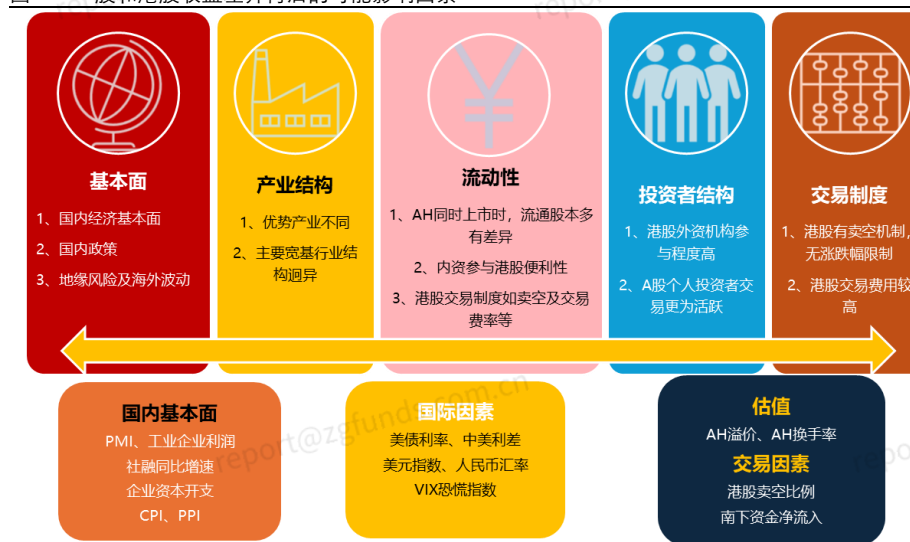 基本面
1、国内经济基本面
2、国内政策
3、地缘风险及海外波动
产业结构
1、优势产业不同
2、主要宽基行业结
构迥异
流动性
1、AH同时上市时，流通股本多
有差异
2、内资参与港股便利性
3、港股交易制度如卖空及交易
费率等
投资者结构
1、港股外资机构参
与程度高
2、A股个人投资者交
易更为活跃
交易制度
1、港股有卖空机制，
无涨跌幅限制
2、港股交易费用较
高
国内基本面
PMI、工业企业利润
社融同比增速
企业资本开支
CPI、PPI
国际因素
美债利率、中美利差
美元指数、人民币汇率
VIX恐慌指数
估值
AH溢价、AH换手率
交易因素
港股卖空比例
南下资金净流入
report@zgfunds.com.cn